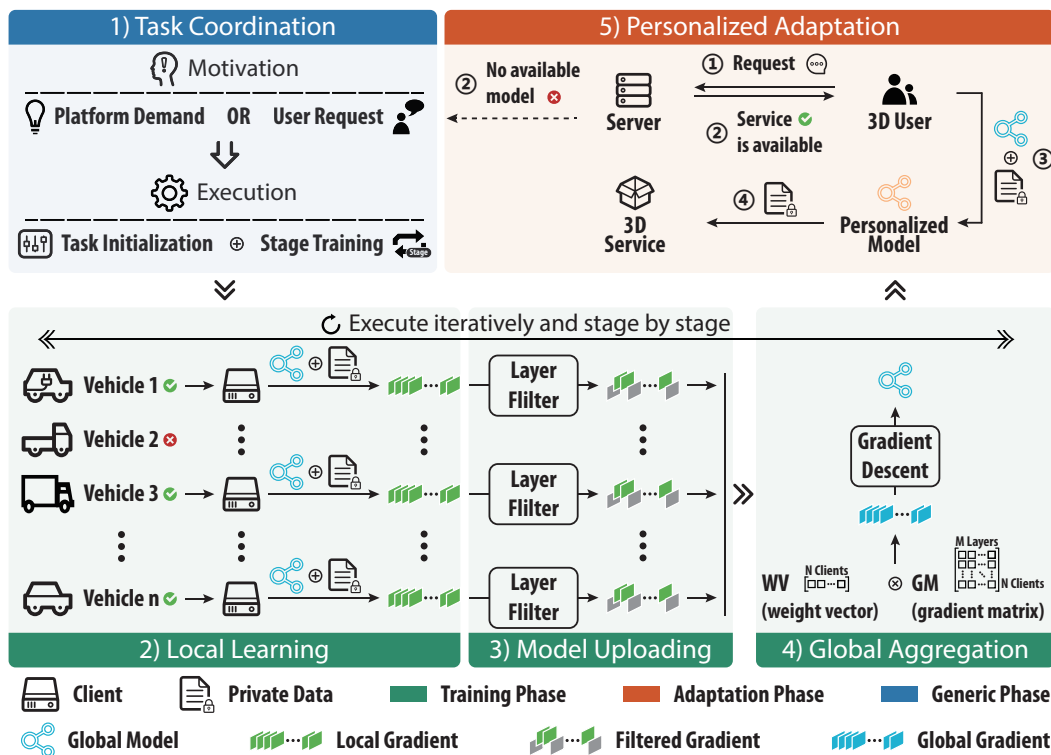 1) Task Coordination
Motivation
Platform Demand OR User Request
Execution
Task Initialization ⊕ Stage Training
Stage
5) Personalized Adaptation
② No available
model
Server
① Request
② Service
is available
3D User
⊕ ③
3D
Service
④
Personalized
Model
Execute iteratively and stage by stage
Vehicle 1
⊕
Layer
Flilter
Vehicle 2
Vehicle 3
⊕
Layer
Flilter
Vehicle n
⊕
Layer
Flilter
2) Local Learning
3) Model Uploading
Gradient
Descent
WV
N Clients
(weight vector)
⊗
GM
M Layers
N Clients
(gradient matrix)
4) Global Aggregation
Client
Private Data
Training Phase
Adaptation Phase
Generic Phase
Global Model
Local Gradient
Filtered Gradient
Global Gradient